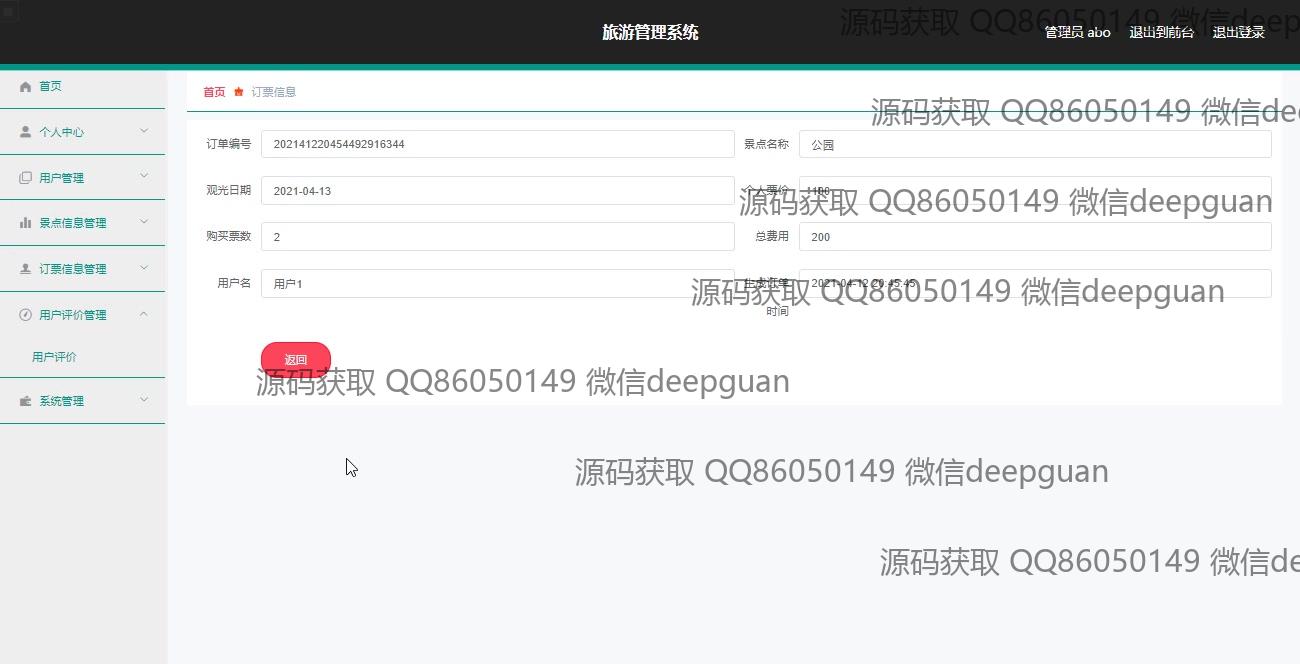 旅游管理系统
源码获取 QQ86050149 微信deep
管理员 abo 退出到前台 退出登录
首页
个人中心
用户管理
景点信息管理
订票信息管理
用户评价管理
用户评价
系统管理
首页 订票信息
源码获取 QQ86050149 微信de
订单编号 202141220454492916344 景点名称 公园
观光日期 2021-04-13 个人票价
源码获取 QQ86050149 微信deepguan
购买票数 2 总费用 200
用户名 用户1 生成订单时间 2021-04-12 20:45:45
源码获取 QQ86050149 微信deepguan
返回
源码获取 QQ86050149 微信deepguan
源码获取 QQ86050149 微信deepguan
源码获取 QQ86050149 微信de